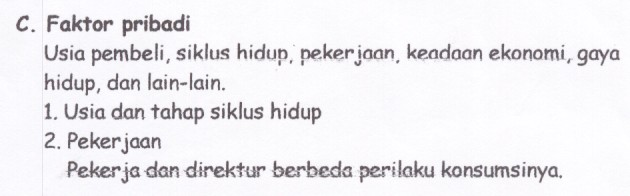 C. Faktor pribadi
Usia pembeli, siklus hidup, pekerjaan, keadaan ekonomi, gaya
hidup, dan lain-lain.
1. Usia dan tahap siklus hidup
2. Pekerjaan
Pekerja dan direktur berbeda perilaku konsumsinya.